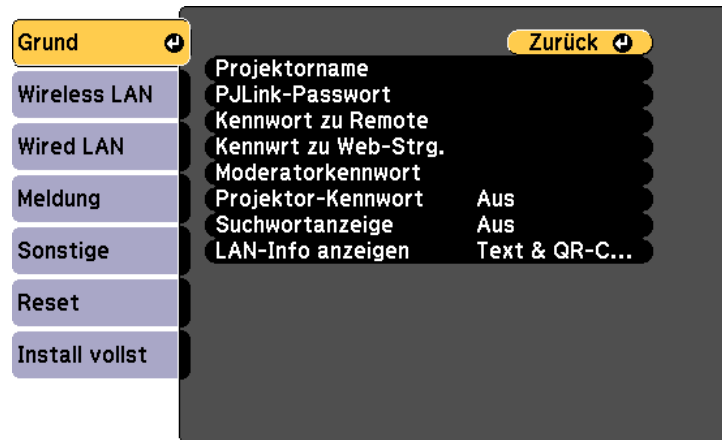 Grund
Wireless LAN
Wired LAN
Meldung
Sonstige
Reset
Install vollst
Zurück
Projektorname
PJLink-Passwort
Kennwort zu Remote
Kennwrt zu Web-Strg.
Moderatorkennwort
Projektor-Kennwort Aus
Suchwortanzeige Aus
LAN-Info anzeigen Text & QR-C...